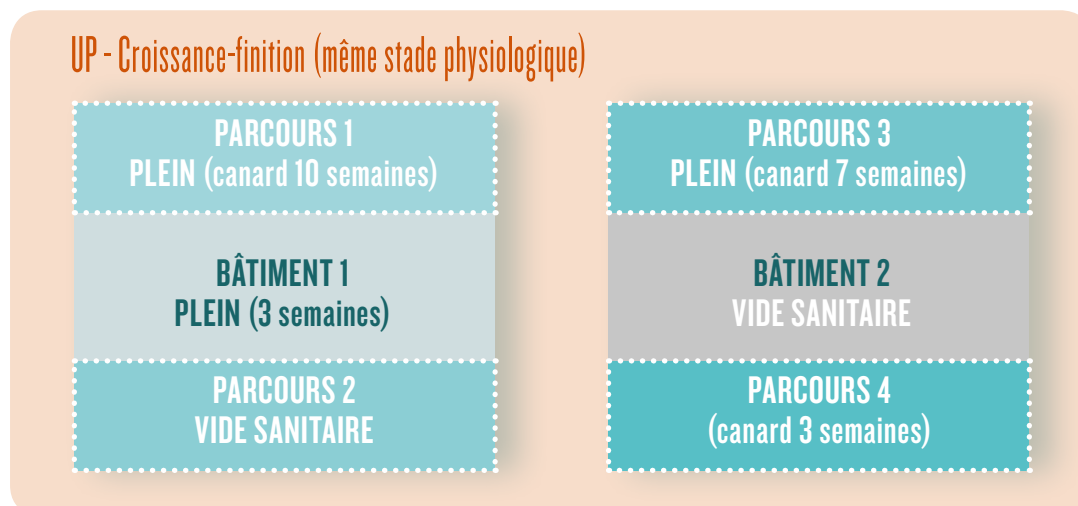 UP - Croissance-finition (même stade physiologique)
PARCOURS 1
PLEIN (canard 10 semaines)
BÂTIMENT 1
PLEIN (3 semaines)
PARCOURS 2
VIDE SANITAIRE
PARCOURS 3
PLEIN (canard 7 semaines)
BÂTIMENT 2
VIDE SANITAIRE
PARCOURS 4
(canard 3 semaines)